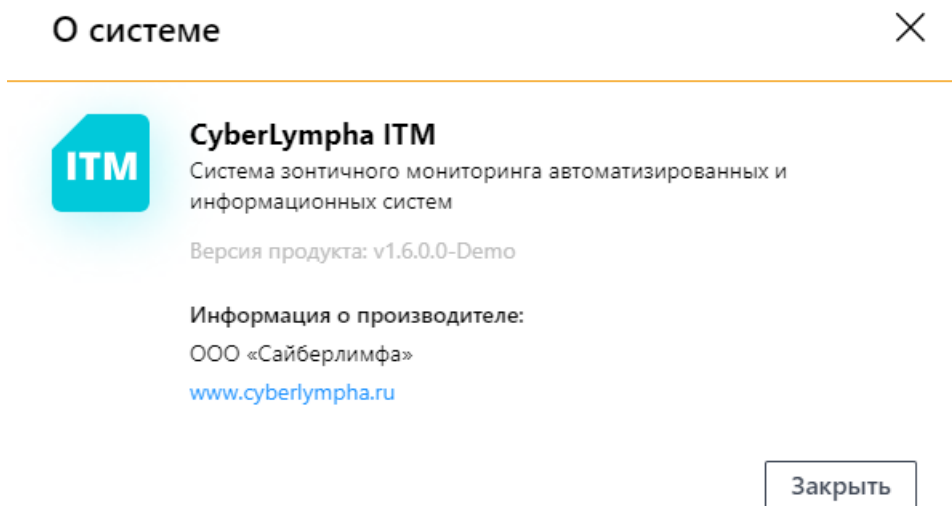 О системе
ITM
CyberLympha ITM
Система зонтичного мониторинга автоматизированных и
информационных систем
Версия продукта: v1.6.0.0-Demo
Информация о производителе:
ООО «Сайберлимфа»
www.cyberlympha.ru
Закрыть